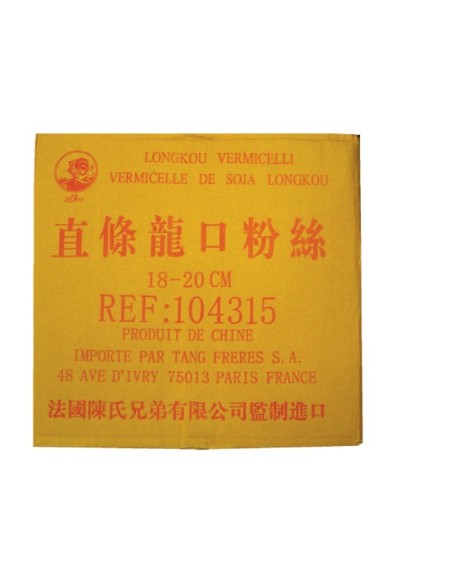 LONGKOU VERMICELLI
VERMICELLE DE SOJA LONGKOU
直條龍口粉絲
18-20 CM
REF:104315
PRODUIT DE CHINE
IMPORTE PAR TANG FRERES S.A.
48 AVE D'IVRY 75013 PARIS FRANCE
法國陳氏兄弟有限公司監制進口